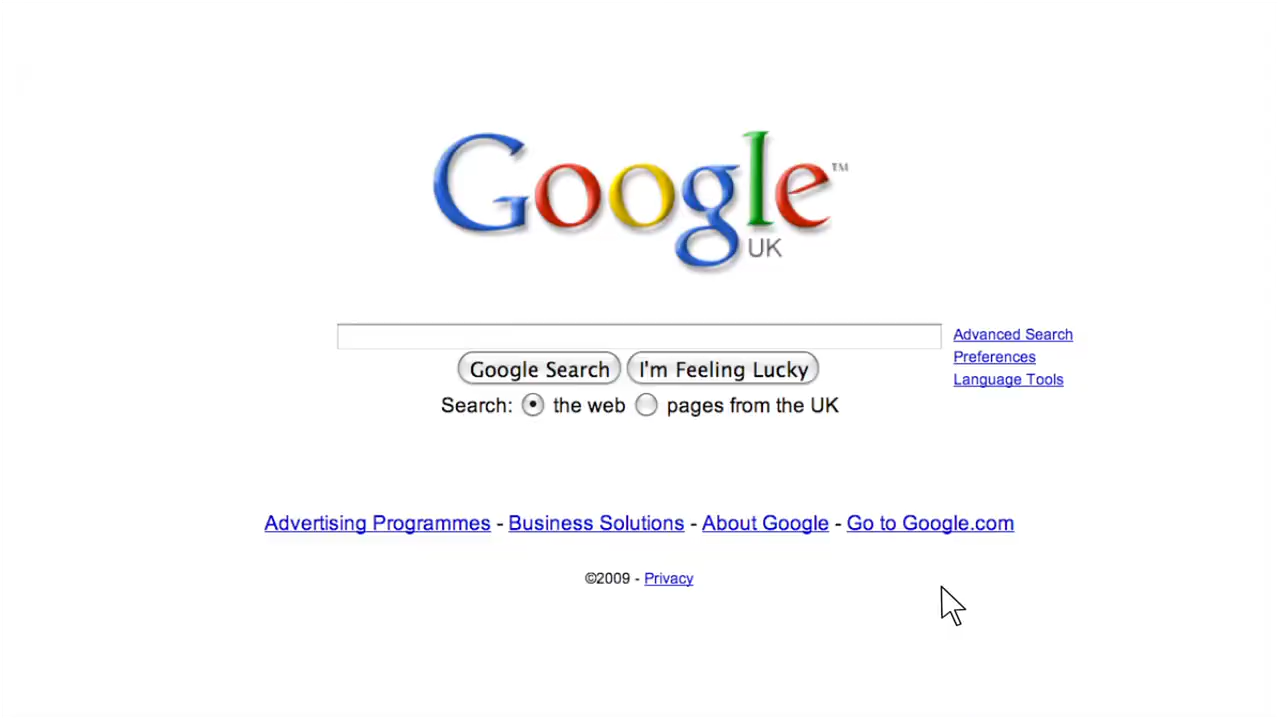 Google™
UK
Advanced Search
Preferences
Language Tools
Google Search I'm Feeling Lucky
Search: the web pages from the UK
Advertising Programmes - Business Solutions - About Google - Go to Google.com
©2009 - Privacy